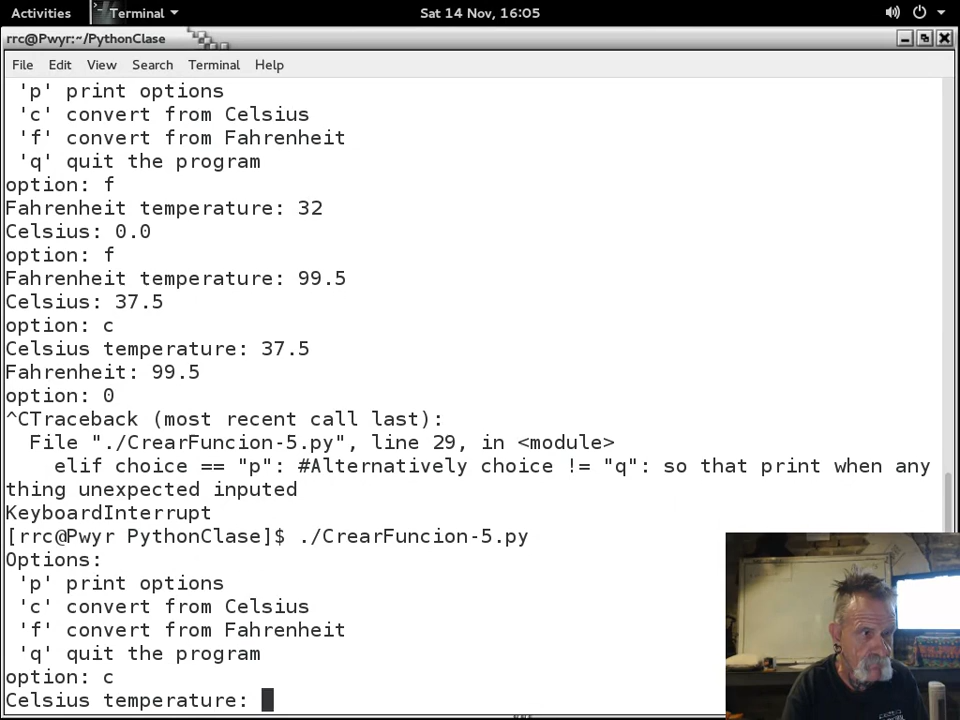 Activities
Terminal
Sat 14 Nov, 16:05
rrc@Pwyr:~/PythonClase
File Edit View Search Terminal Help
'p' print options
'c' convert from Celsius
'f' convert from Fahrenheit
'q' quit the program
option: f
Fahrenheit temperature: 32
Celsius: 0.0
option: f
Fahrenheit temperature: 99.5
Celsius: 37.5
option: c
Celsius temperature: 37.5
Fahrenheit: 99.5
option: 0
^CTraceback (most recent call last):
File "./CrearFuncion-5.py", line 29, in <module>
elif choice == "p": #Alternatively choice != "q": so that print when any
thing unexpected inputed
KeyboardInterrupt
[rrc@Pwyr PythonClase]$ ./CrearFuncion-5.py
Options:
'p' print options
'c' convert from Celsius
'f' convert from Fahrenheit
'q' quit the program
option: c
Celsius temperature: